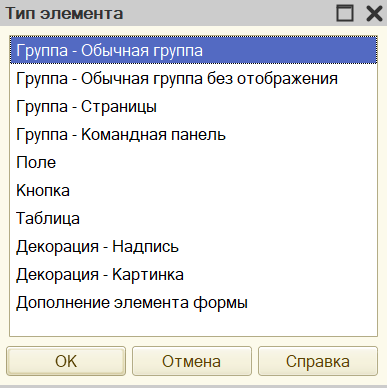 Тип элемента
Группа - Обычная группа
Группа - Обычная группа без отображения
Группа - Страницы
Группа - Командная панель
Поле
Кнопка
Таблица
Декорация - Надпись
Декорация - Картинка
Дополнение элемента формы
OK
Отмена
Справка